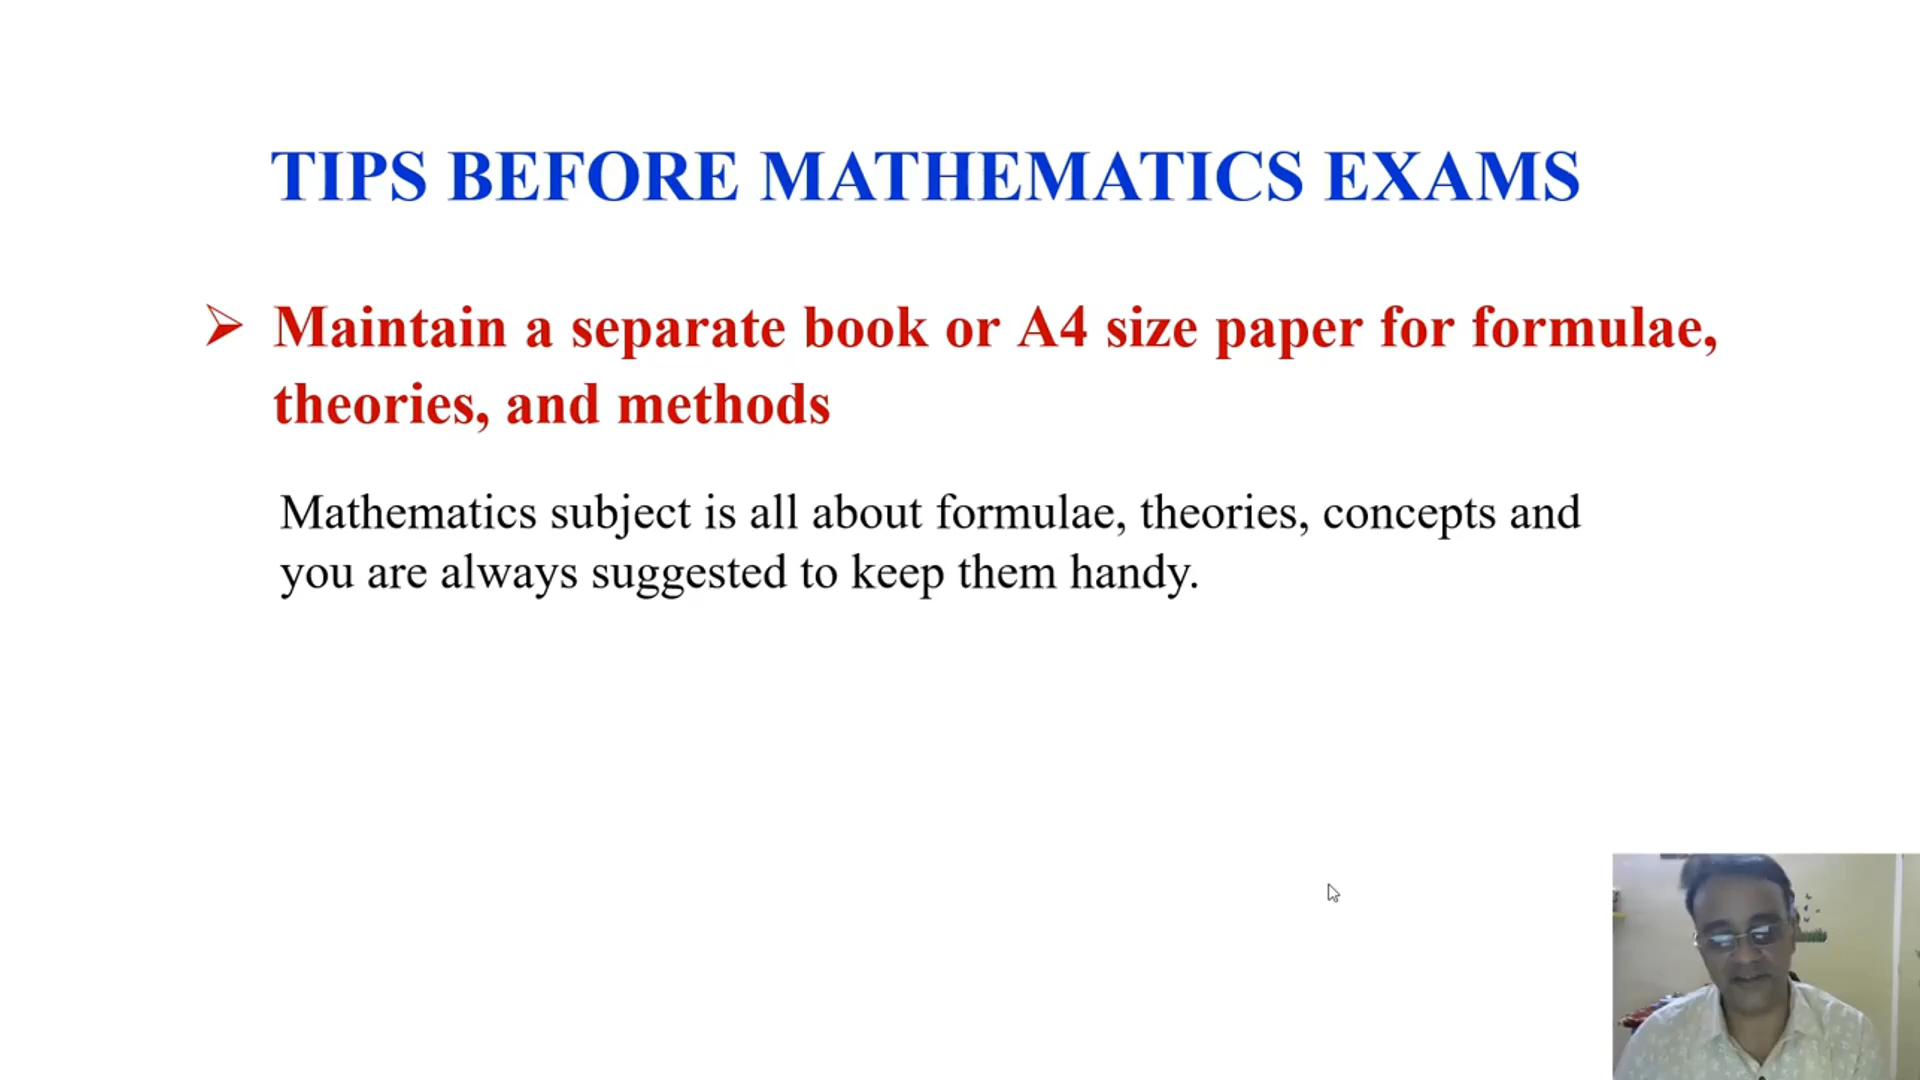 TIPS BEFORE MATHEMATICS EXAMS
Maintain a separate book or A4 size paper for formulae,
theories, and methods
Mathematics subject is all about formulae, theories, concepts and
you are always suggested to keep them handy.